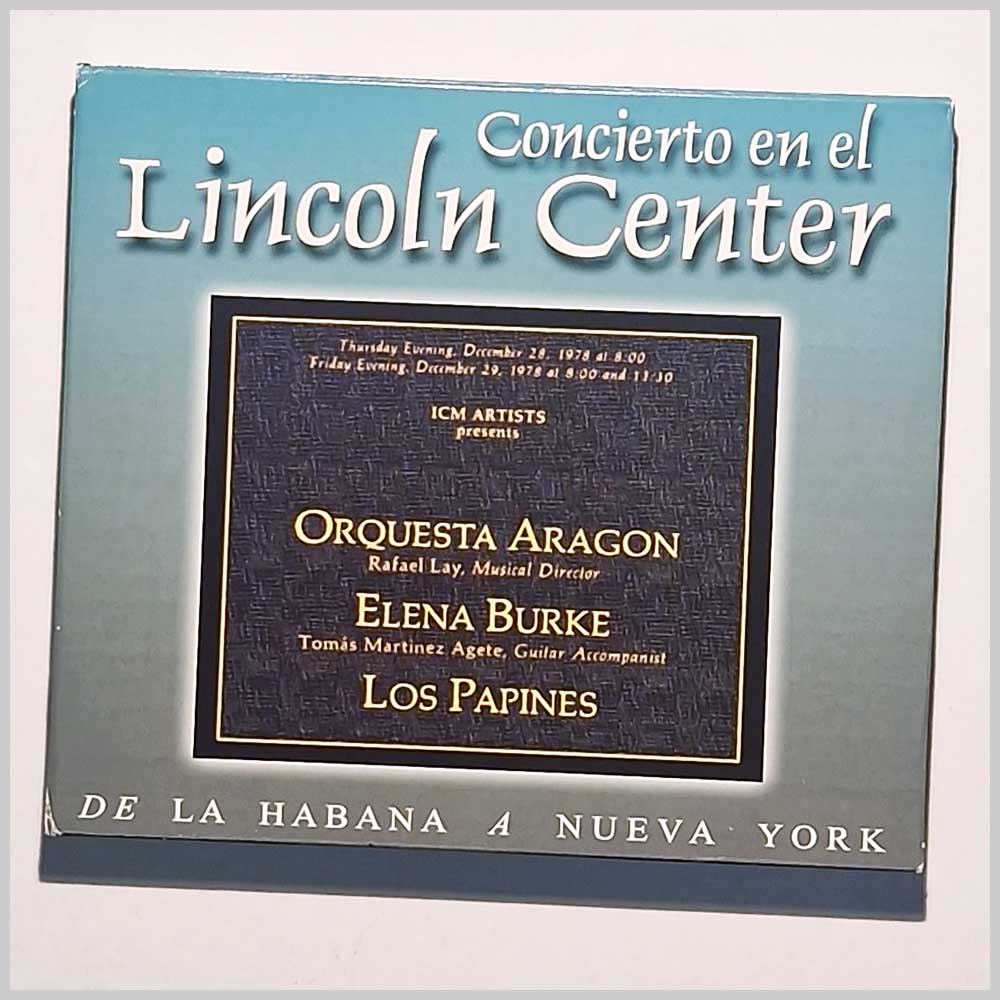 Concierto en el
Lincoln Center
Thursday Evening, December 28, 1978 at 8:00
Friday Evening, December 29, 1978 at 8:00 and 11:30
ICM ARTISTS
presents
ORQUESTA ARAGON
Rafael Lay, Musical Director
ELENA BURKE
Tomás Martinez Agete, Guitar Accompanist
LOS PAPINES
DE LA HABANA A NUEVA YORK